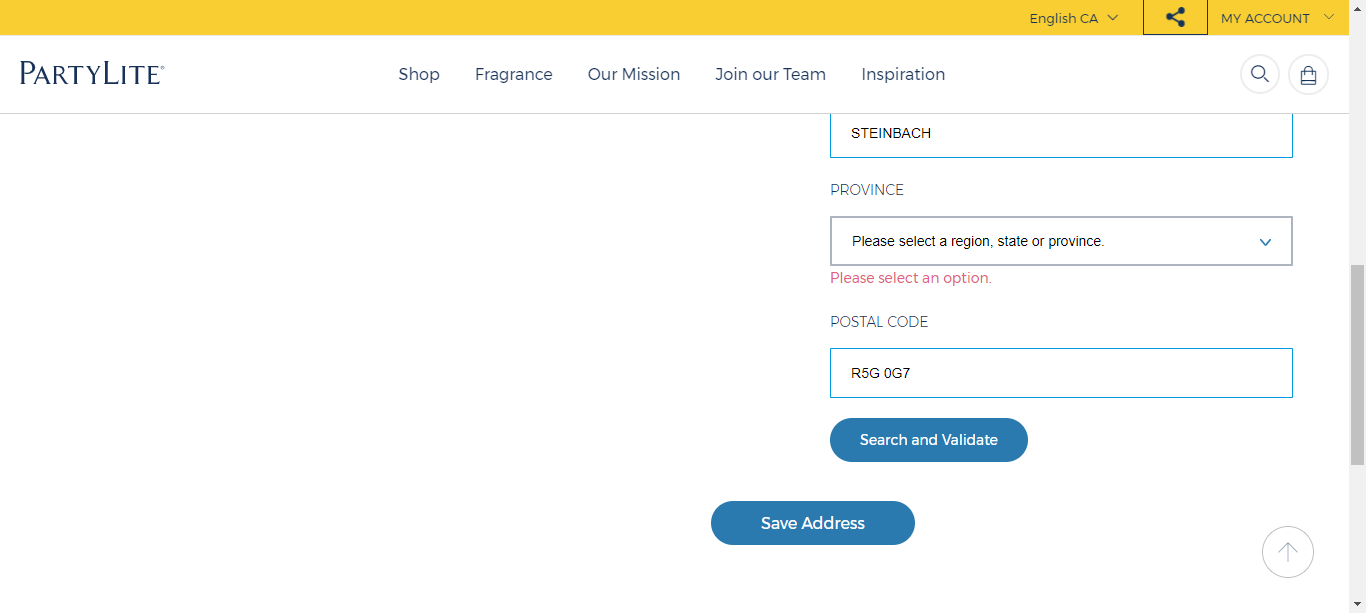 English CA
MY ACCOUNT
PARTYLITE®
Shop Fragrance Our Mission Join our Team Inspiration
STEINBACH
PROVINCE
Please select a region, state or province.
Please select an option.
POSTAL CODE
R5G 0G7
Search and Validate
Save Address